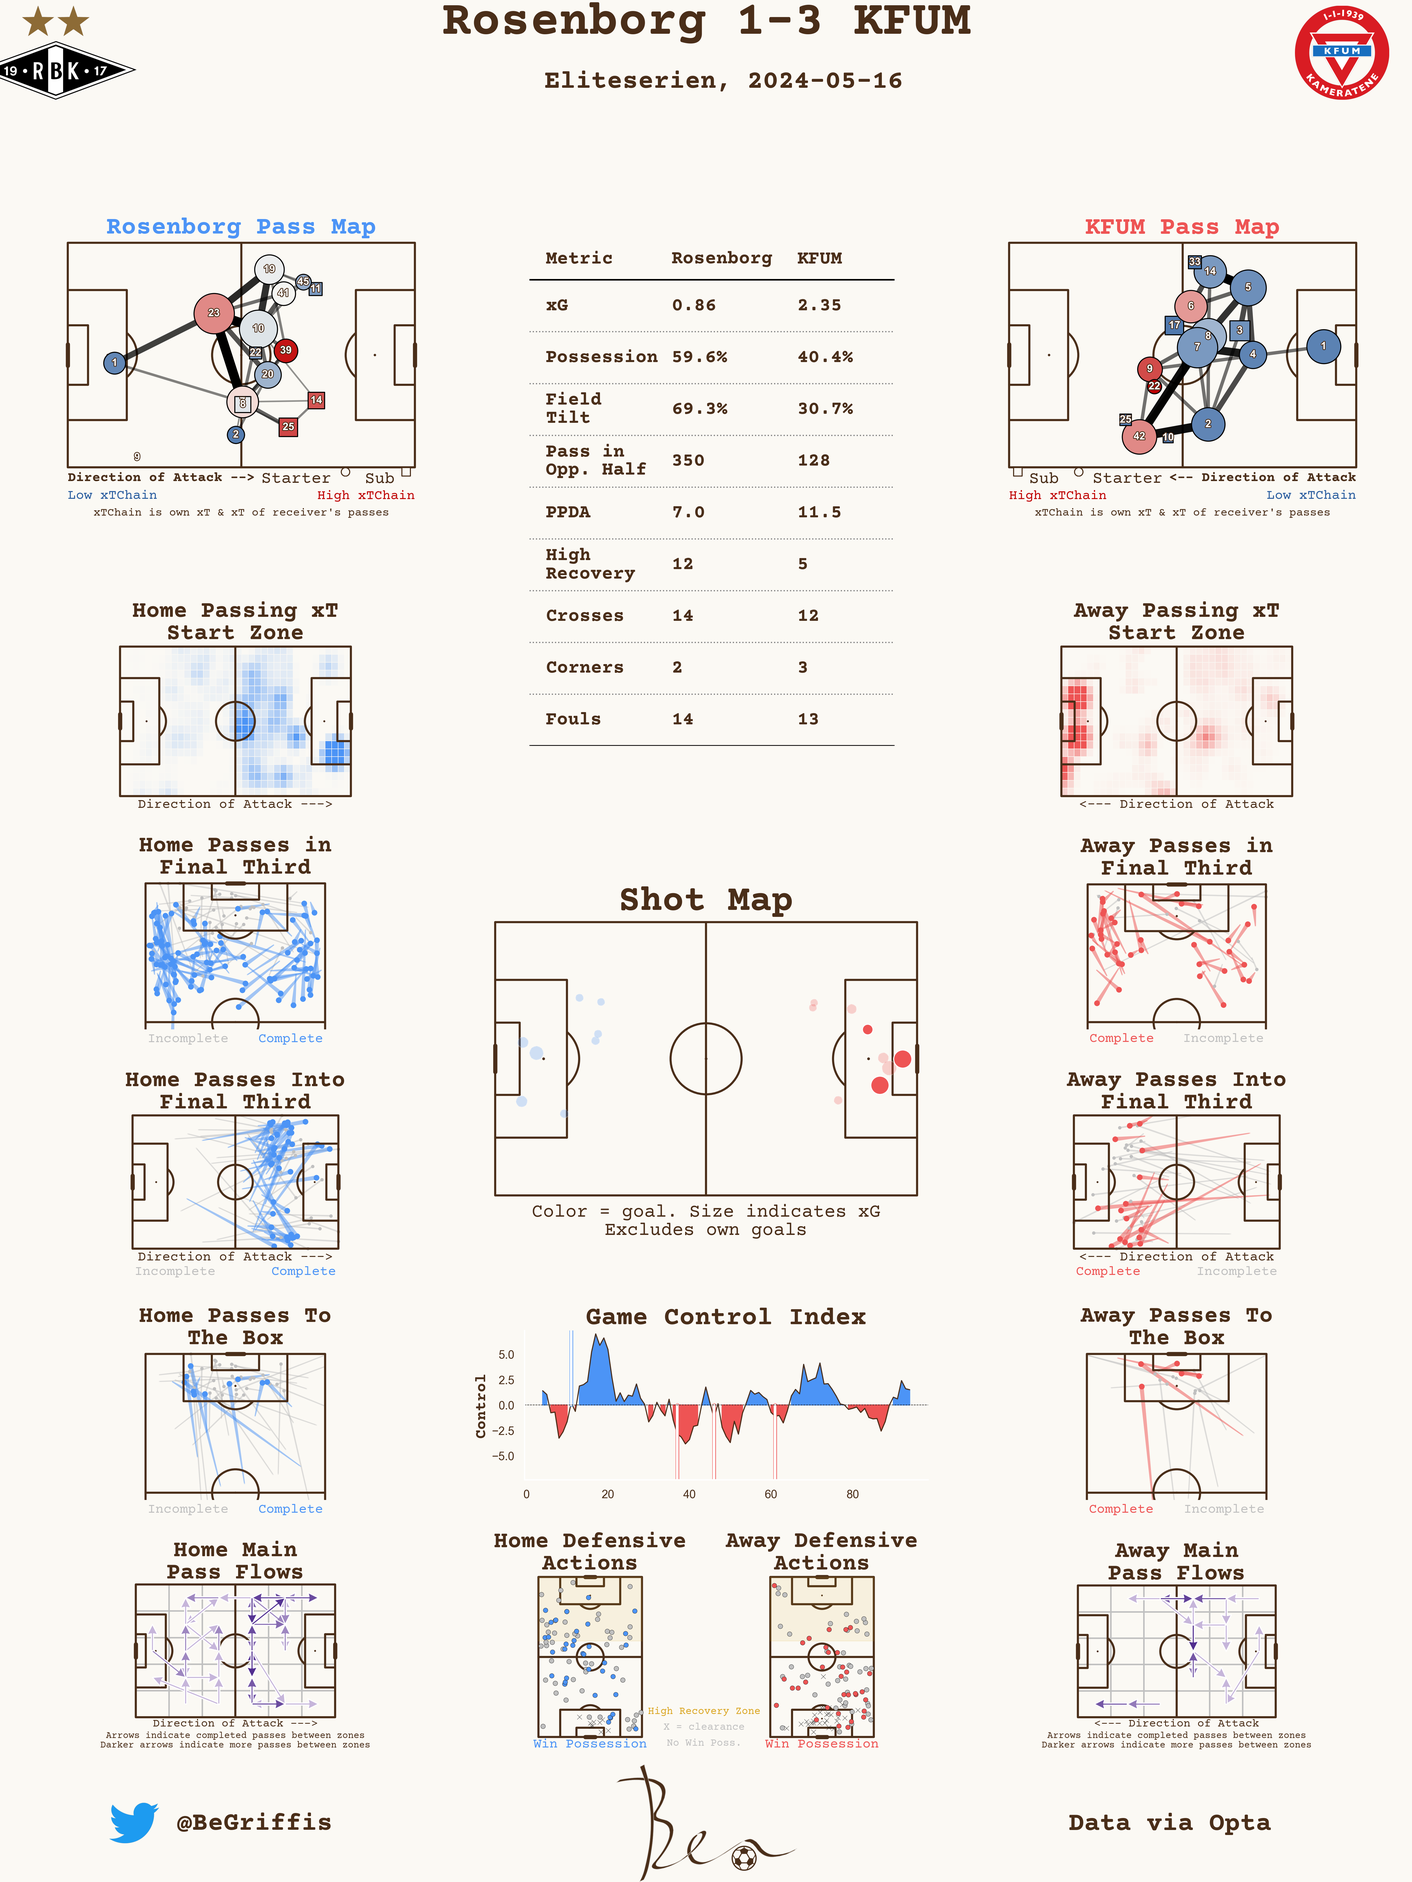 Rosenborg 1-3 KFUM
Eliteserien, 2024-05-16
19 • RBK • 17
1-1-1939
KFUM
KAMERATENE
Rosenborg Pass Map
19
45
11
41
23
10
22
39
1
20
8
14
25
2
9
Direction of Attack --> Starter Sub
Low xTChain High xTChain
xTChain is own xT & xT of receiver's passes
Metric Rosenborg KFUM
xG 0.86 2.35
Possession 59.6% 40.4%
Field
Tilt 69.3% 30.7%
Pass in
Opp. Half 350 128
PPDA 7.0 11.5
High
Recovery 12 5
Crosses 14 12
Corners 2 3
Fouls 14 13
KFUM Pass Map
33
14
5
6
17
3
8
7
4
1
9
22
25
42
10
2
Sub Starter <-- Direction of Attack
High xTChain Low xTChain
xTChain is own xT & xT of receiver's passes
Home Passing xT
Start Zone
Direction of Attack --->
Away Passing xT
Start Zone
<--- Direction of Attack
Home Passes in
Final Third
Incomplete Complete
Away Passes in
Final Third
Complete Incomplete
Shot Map
Color = goal. Size indicates xG
Excludes own goals
Home Passes Into
Final Third
Direction of Attack --->
Incomplete Complete
Away Passes Into
Final Third
<--- Direction of Attack
Complete Incomplete
Home Passes To
The Box
Incomplete Complete
Game Control Index
Control
5.0
2.5
0.0
−2.5
−5.0
0 20 40 60 80
Away Passes To
The Box
Complete Incomplete
Home Main
Pass Flows
Direction of Attack --->
Arrows indicate completed passes between zones
Darker arrows indicate more passes between zones
Home Defensive
Actions
Win Possession
High Recovery Zone
X = clearance
No Win Poss.
Away Defensive
Actions
Win Possession
Away Main
Pass Flows
<--- Direction of Attack
Arrows indicate completed passes between zones
Darker arrows indicate more passes between zones
@BeGriffis
Ben
Data via Opta